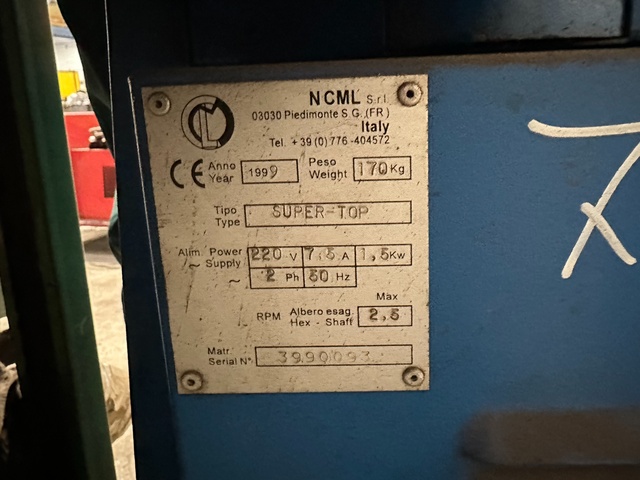 NCML S.r.l.
03030 Piedimonte S.G. (FR)
Italy
Tel. +39(0)776-404572
CE Anno Year 1999 Peso Weight 170 Kg
Tipo Type SUPER-TOP
Alim. Power Supply ~ 220 V 7,5 A 1,5 Kw
~ 2 Ph 50 Hz
Max
RPM Albero esag. Hex - Shaft 2,5
Matr. Serial N° 3990093
7